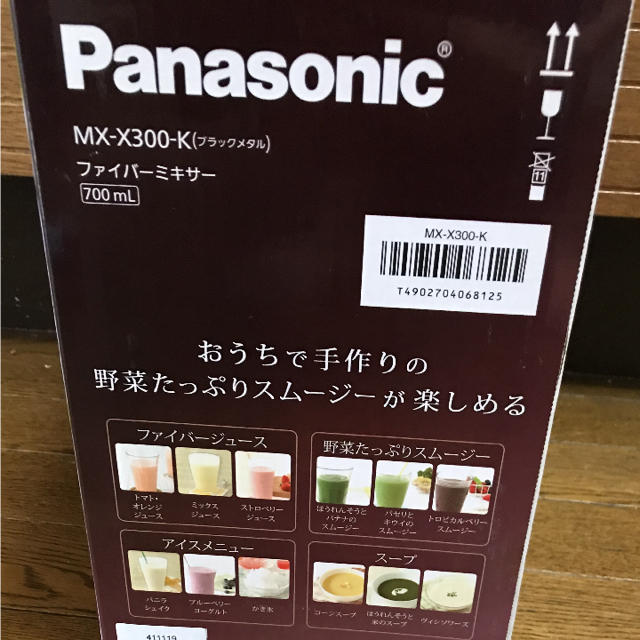 Panasonic®
MX-X300-K(ブラックメタル)
ファイバーミキサー
700 mL
11
MX-X300-K
T4902704068125
おうちで手作りの
野菜たっぷりスムージーが楽しめる
ファイバージュース
トマト・
オレンジ
ジュース
ミックス
ジュース
ストロベリー
ジュース
野菜たっぷりスムージー
ほうれんそうと
バナナの
スムージー
パセリと
キウイの
スムージー
トロピカルベリー
スムージー
アイスメニュー
バニラ
シェイク
ブルーベリー
ヨーグルト
かき氷
スープ
コーンスープ
ほうれんそうと
米のスープ
ヴィシソワーズ
411119